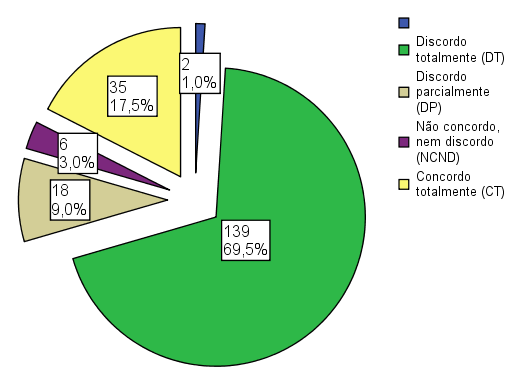 2
1,0%
35
17,5%
6
3,0%
18
9,0%
139
69,5%
Discordo
totalmente (DT)
Discordo
parcialmente
(DP)
Não concordo,
nem discordo
(NCND)
Concordo
totalmente (CT)